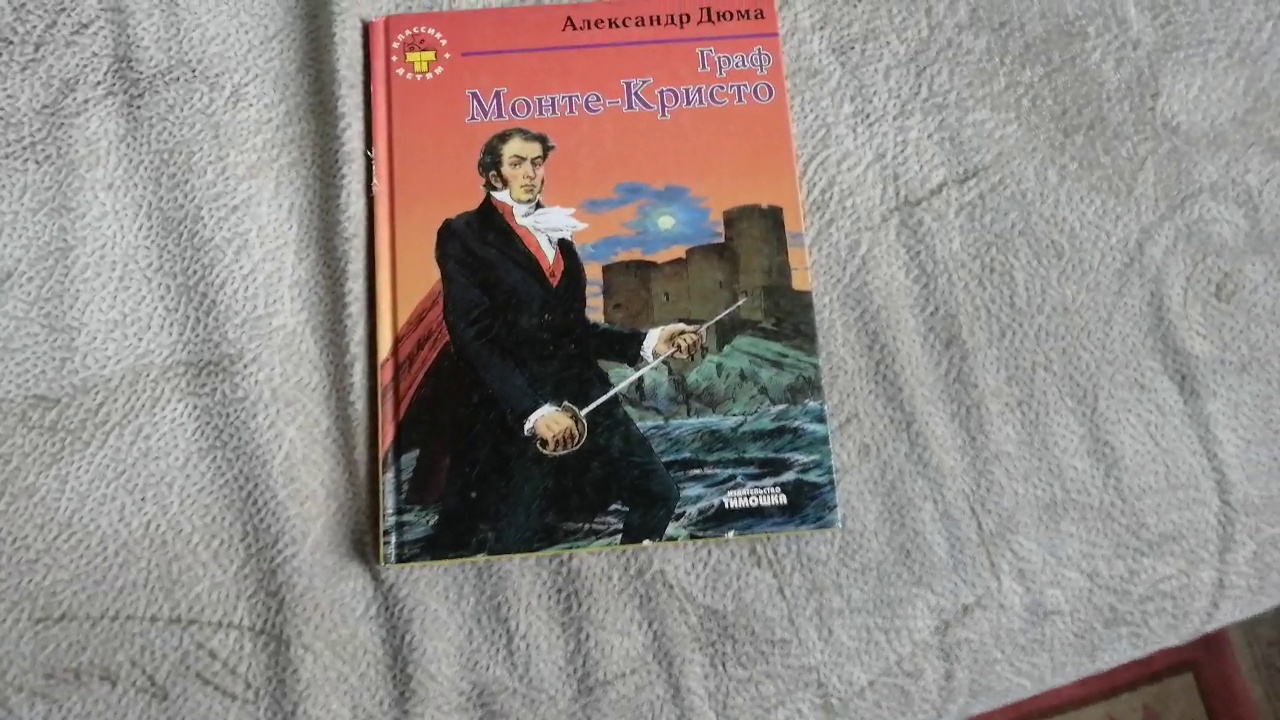 Александр Дюма
КЛАССИКА
ДЕТЯМ
Граф
Монте-Кристо
ИЗДАТЕЛЬСТВО
ТИМОШКА